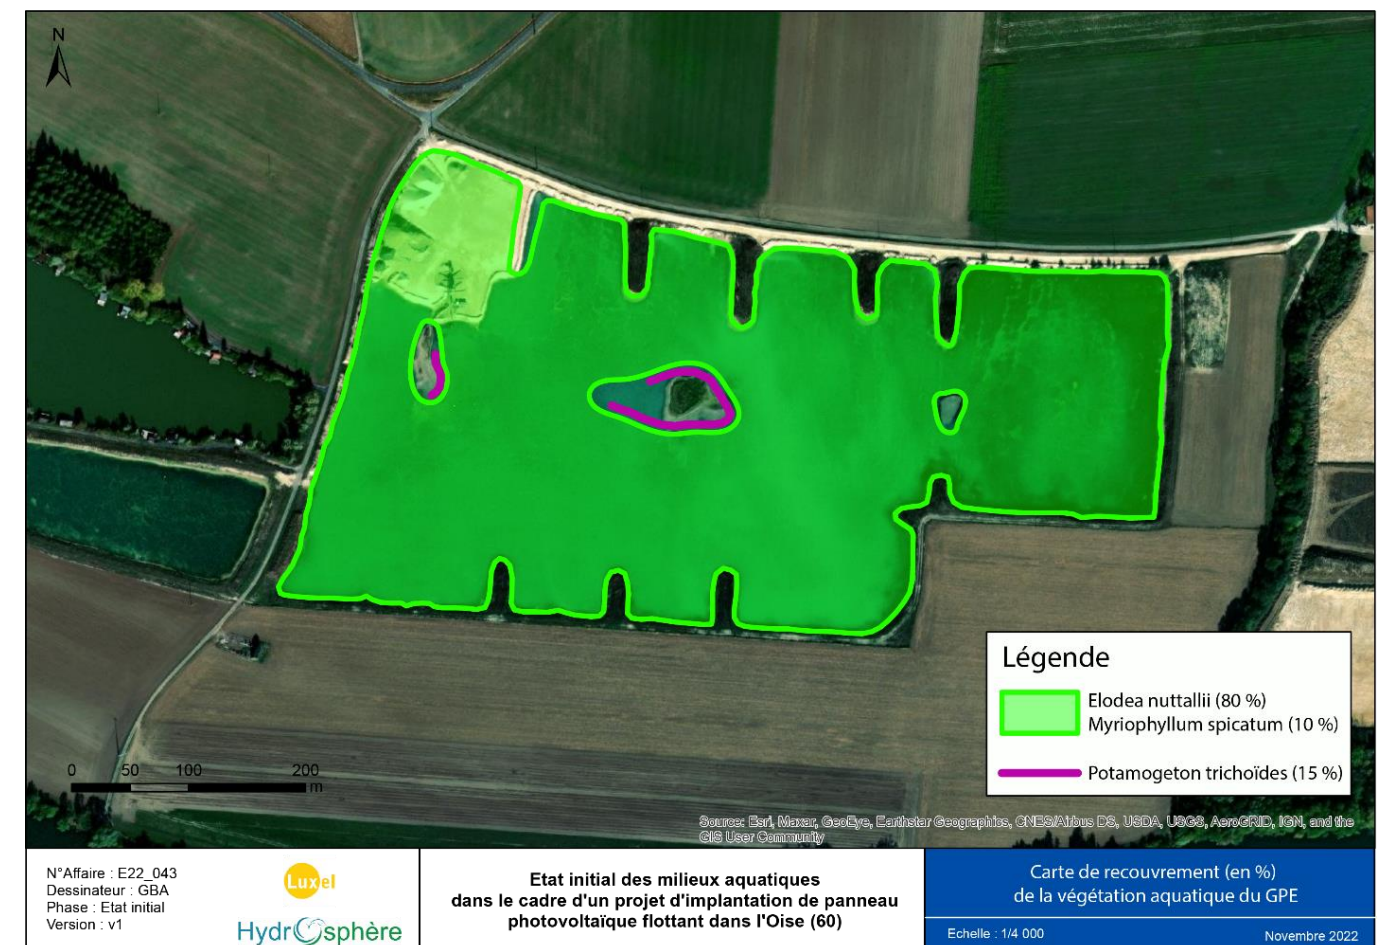 N
Légende
Elodea nuttallii (80 %)
Myriophyllum spicatum (10 %)
Potamogeton trichoïdes (15 %)
0 50 100 200
m
Source: Esri, Maxar, GeoEye, Earthstar Geographics, CNES/Airbus DS, USDA, USGS, AeroGRID, IGN, and the
GIS User Community
N°Affaire : E22_043
Dessinateur : GBA
Phase : Etat initial
Version : v1
Luxel
Hydrosphère
Etat initial des milieux aquatiques
dans le cadre d'un projet d'implantation de panneau
photovoltaïque flottant dans l'Oise (60)
Carte de recouvrement (en %)
de la végétation aquatique du GPE
Echelle : 1/4 000
Novembre 2022